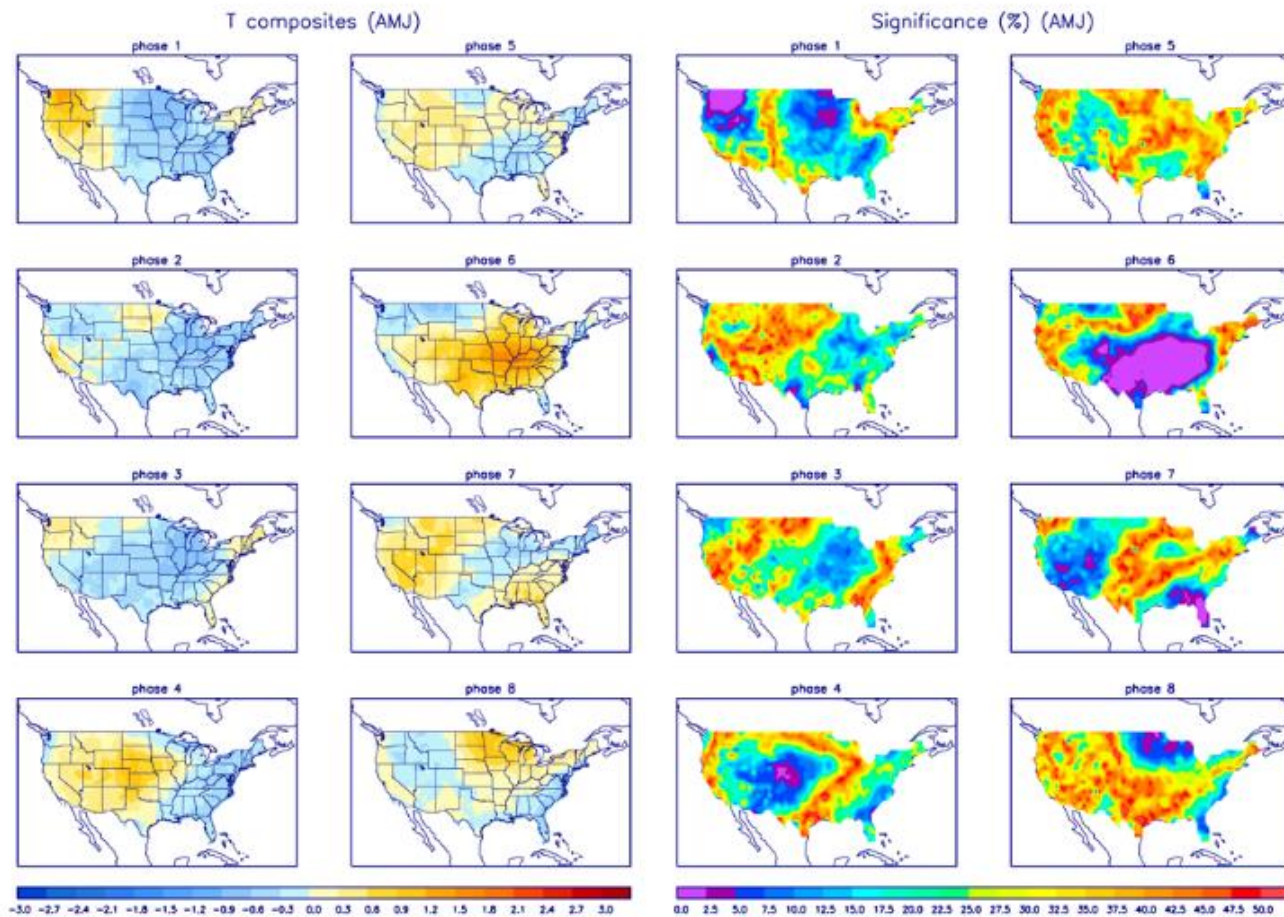 T composites (AMJ)
Significance (%) (AMJ)
phase 1
phase 5
phase 1
phase 5
phase 2
phase 6
phase 2
phase 6
phase 3
phase 7
phase 3
phase 7
phase 4
phase 8
phase 4
phase 8
-3.0 -2.7 -2.4 -2.1 -1.8 -1.5 -1.2 -0.9 -0.6 -0.3 0.0 0.3 0.6 0.9 1.2 1.5 1.8 2.1 2.4 2.7 3.0
0.0 2.5 5.0 7.5 10.0 12.5 15.0 17.5 20.0 22.5 25.0 27.5 30.0 32.5 35.0 37.5 40.0 42.5 45.0 47.5 50.0